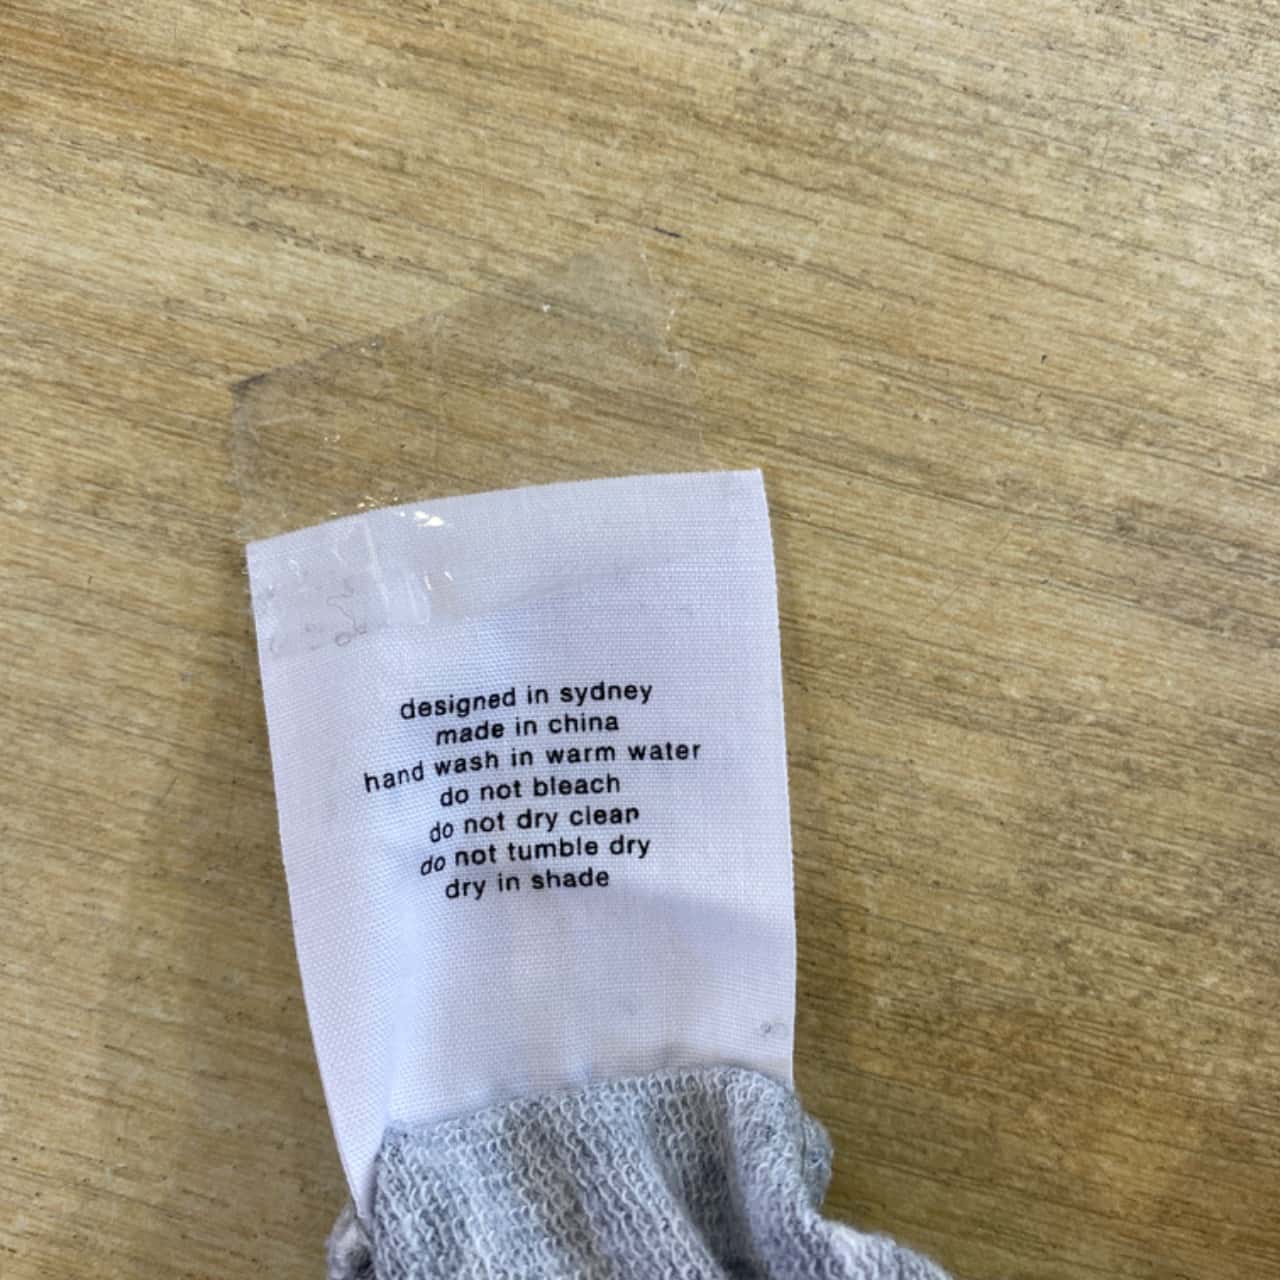 designed in sydney
made in china
hand wash in warm water
do not bleach
do not dry clean
do not tumble dry
dry in shade